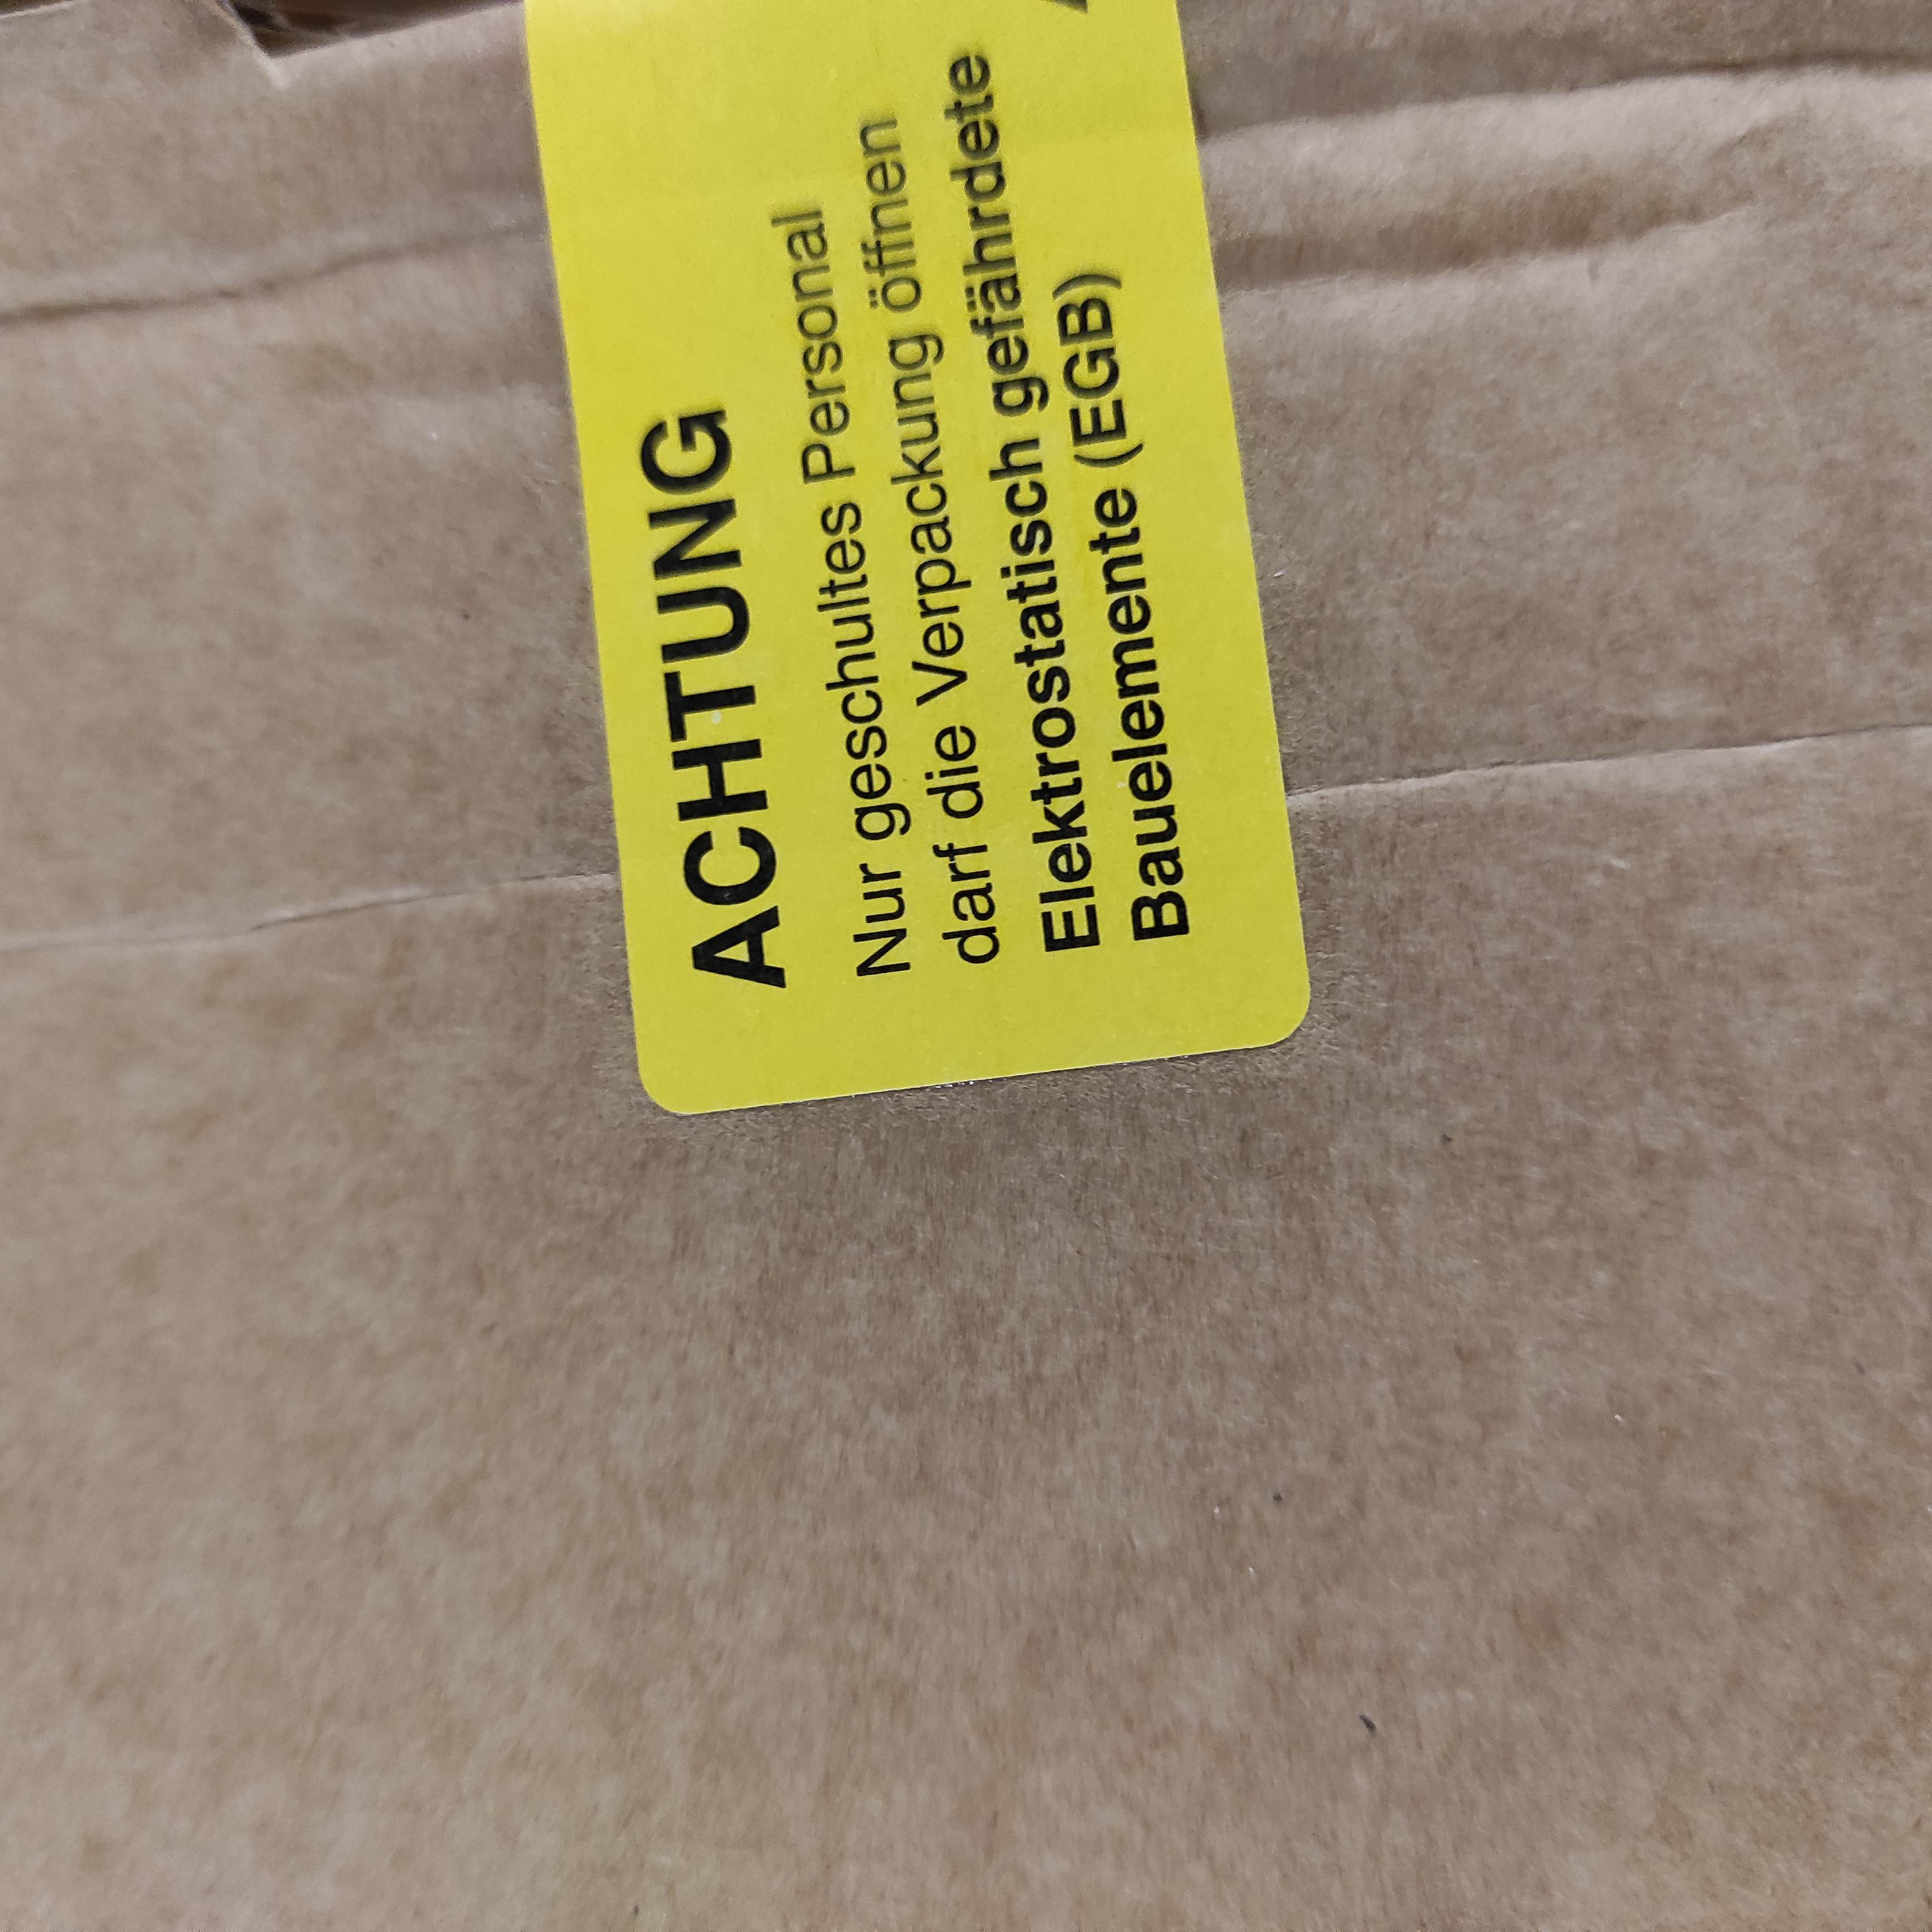 ACHTUNG
Nur geschultes Personal
darf die Verpackung öffnen
Elektrostatisch gefährdete
Bauelemente (EGB)